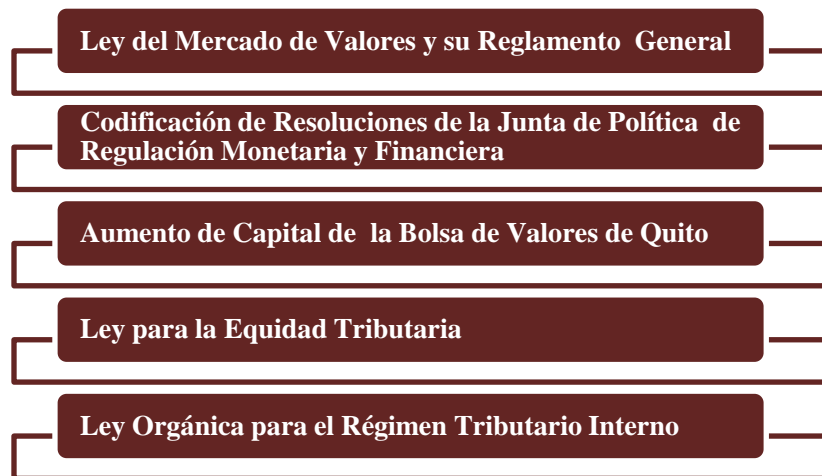 Ley del Mercado de Valores y su Reglamento General
Codificación de Resoluciones de la Junta de Política de
Regulación Monetaria y Financiera
Aumento de Capital de la Bolsa de Valores de Quito
Ley para la Equidad Tributaria
Ley Orgánica para el Régimen Tributario Interno